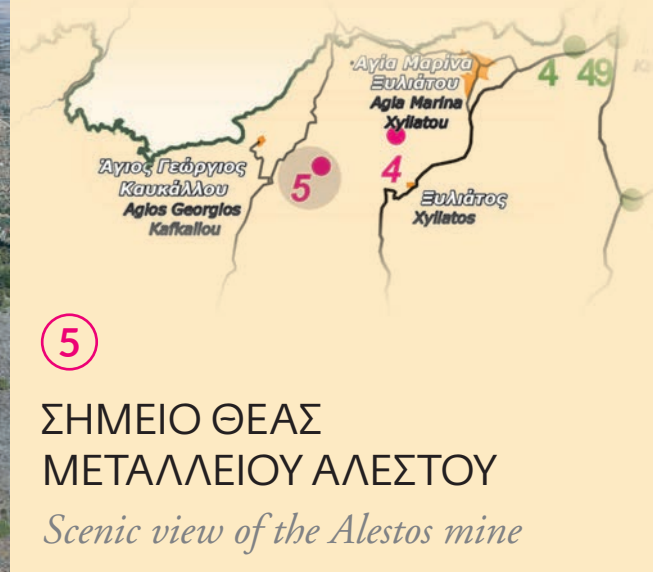 Αγία Μαρίνα
Ξυλιάτου
Agia Marina
Xyliatou
4 49
Άγιος Γεώργιος
Καυκάλλου
Agios Georgios
Kafkallou
5
4
Ξυλιάτος
Xyliatos
5
ΣΗΜΕΙΟ ΘΕΑΣ
ΜΕΤΑΛΛΕΙΟΥ ΑΛΕΣΤΟΥ
Scenic view of the Alestos mine